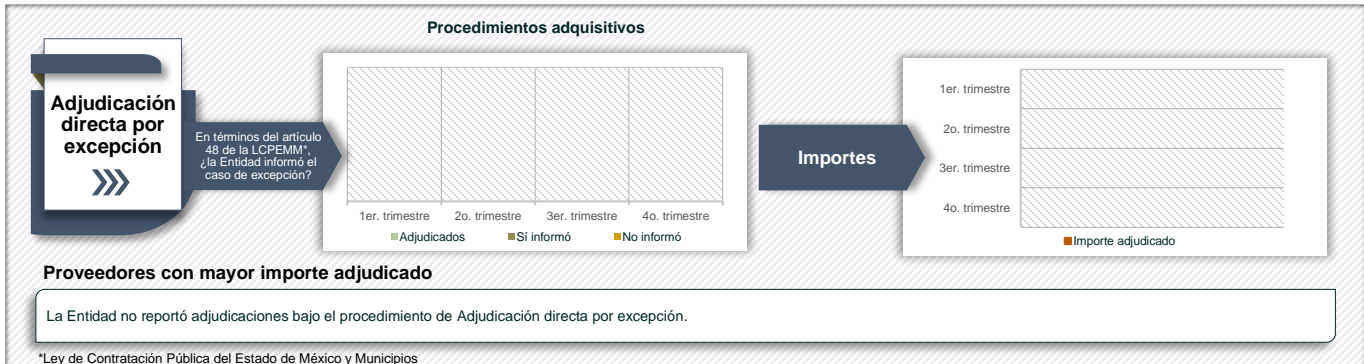 Procedimientos adquisitivos
Adjudicación
directa por
excepción
En términos del artículo
48 de la LCPEMM*,
¿la Entidad informó el
caso de excepción?
1er. trimestre 2o. trimestre 3er. trimestre 4o. trimestre
Adjudicados Sí informó No informó
Importes
1er. trimestre
2o. trimestre
3er. trimestre
4o. trimestre
Importe adjudicado
Proveedores con mayor importe adjudicado
La Entidad no reportó adjudicaciones bajo el procedimiento de Adjudicación directa por excepción.
*Ley de Contratación Pública del Estado de México y Municipios